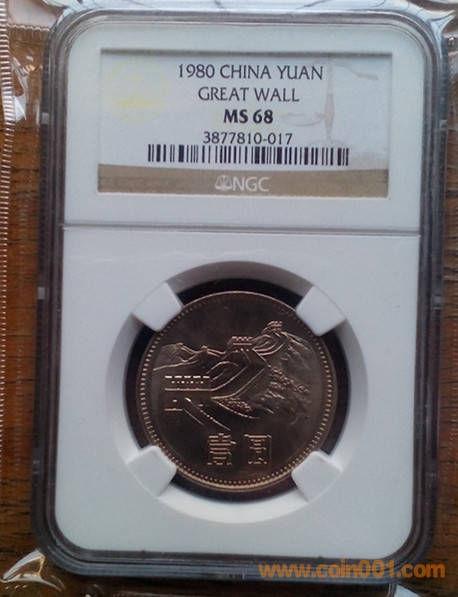 1980 CHINA YUAN
GREAT WALL
MS 68
3877810-017
NGC
壹圆
www.coin001.com